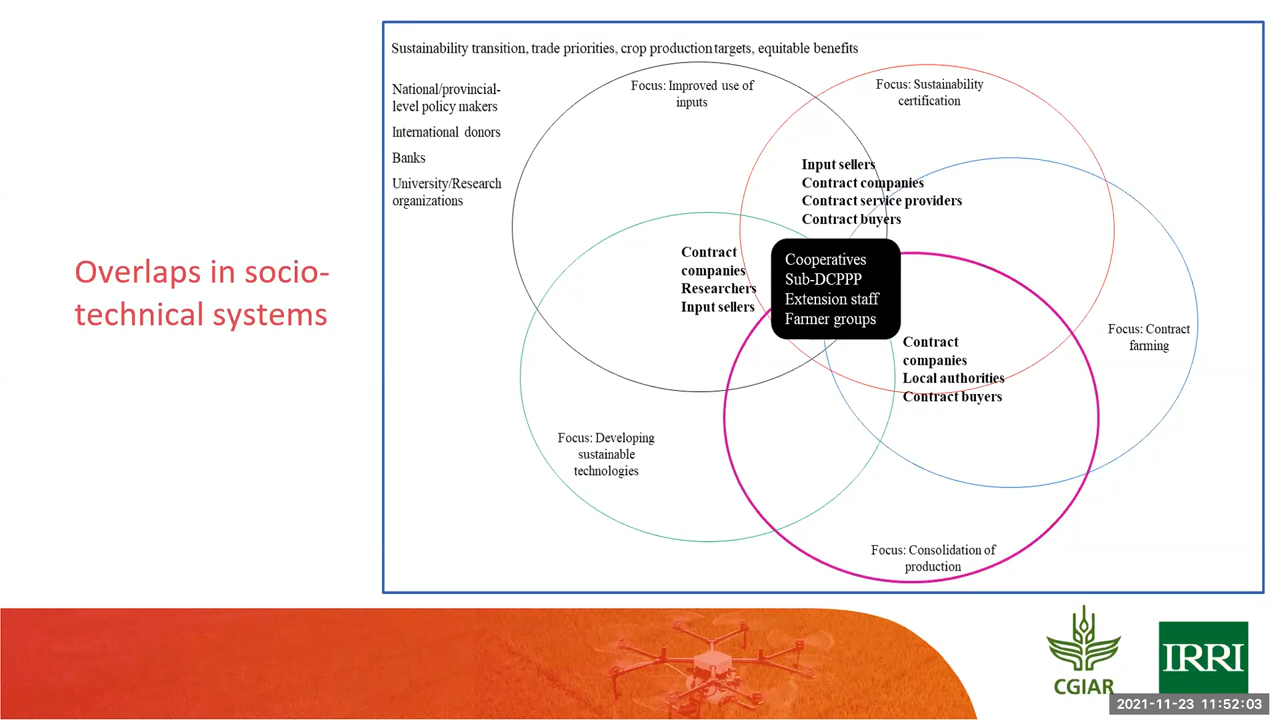 Overlaps in socio-
technical systems
Sustainability transition, trade priorities, crop production targets, equitable benefits
National/provincial-
level policy makers
International donors
Banks
University/Research
organizations
Focus: Improved use of
inputs
Focus: Sustainability
certification
Input sellers
Contract companies
Contract service providers
Contract buyers
Contract
companies
Researchers
Input sellers
Cooperatives
Sub-DCPPP
Extension staff
Farmer groups
Contract
companies
Local authorities
Contract buyers
Focus: Contract
farming
Focus: Developing
sustainable
technologies
Focus: Consolidation of
production
CGIAR
IRRI
2021-11-23 11:52:03